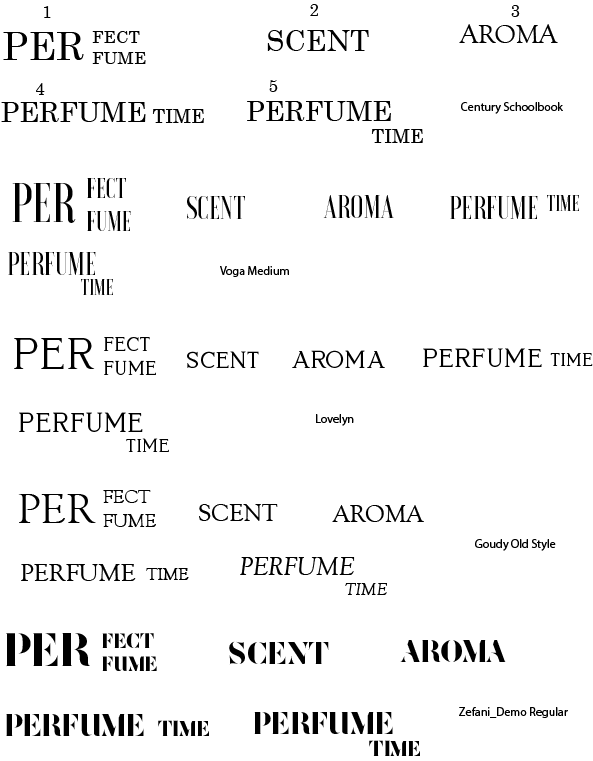 1 2 3
PER FECT SCENT AROMA
FUME
4 5
PERFUME TIME PERFUME Century Schoolbook
TIME
PER FECT SCENT AROMA PERFUME TIME
FUME
PERFUME Voga Medium
TIME
PER FECT SCENT AROMA PERFUME TIME
FUME
PERFUME Lovelyn
TIME
PER FECT SCENT AROMA
FUME
Goudy Old Style
PERFUME TIME PERFUME
TIME
PER FECT SCENT AROMA
FUME
PERFUME TIME PERFUME Zefani_Demo Regular
TIME